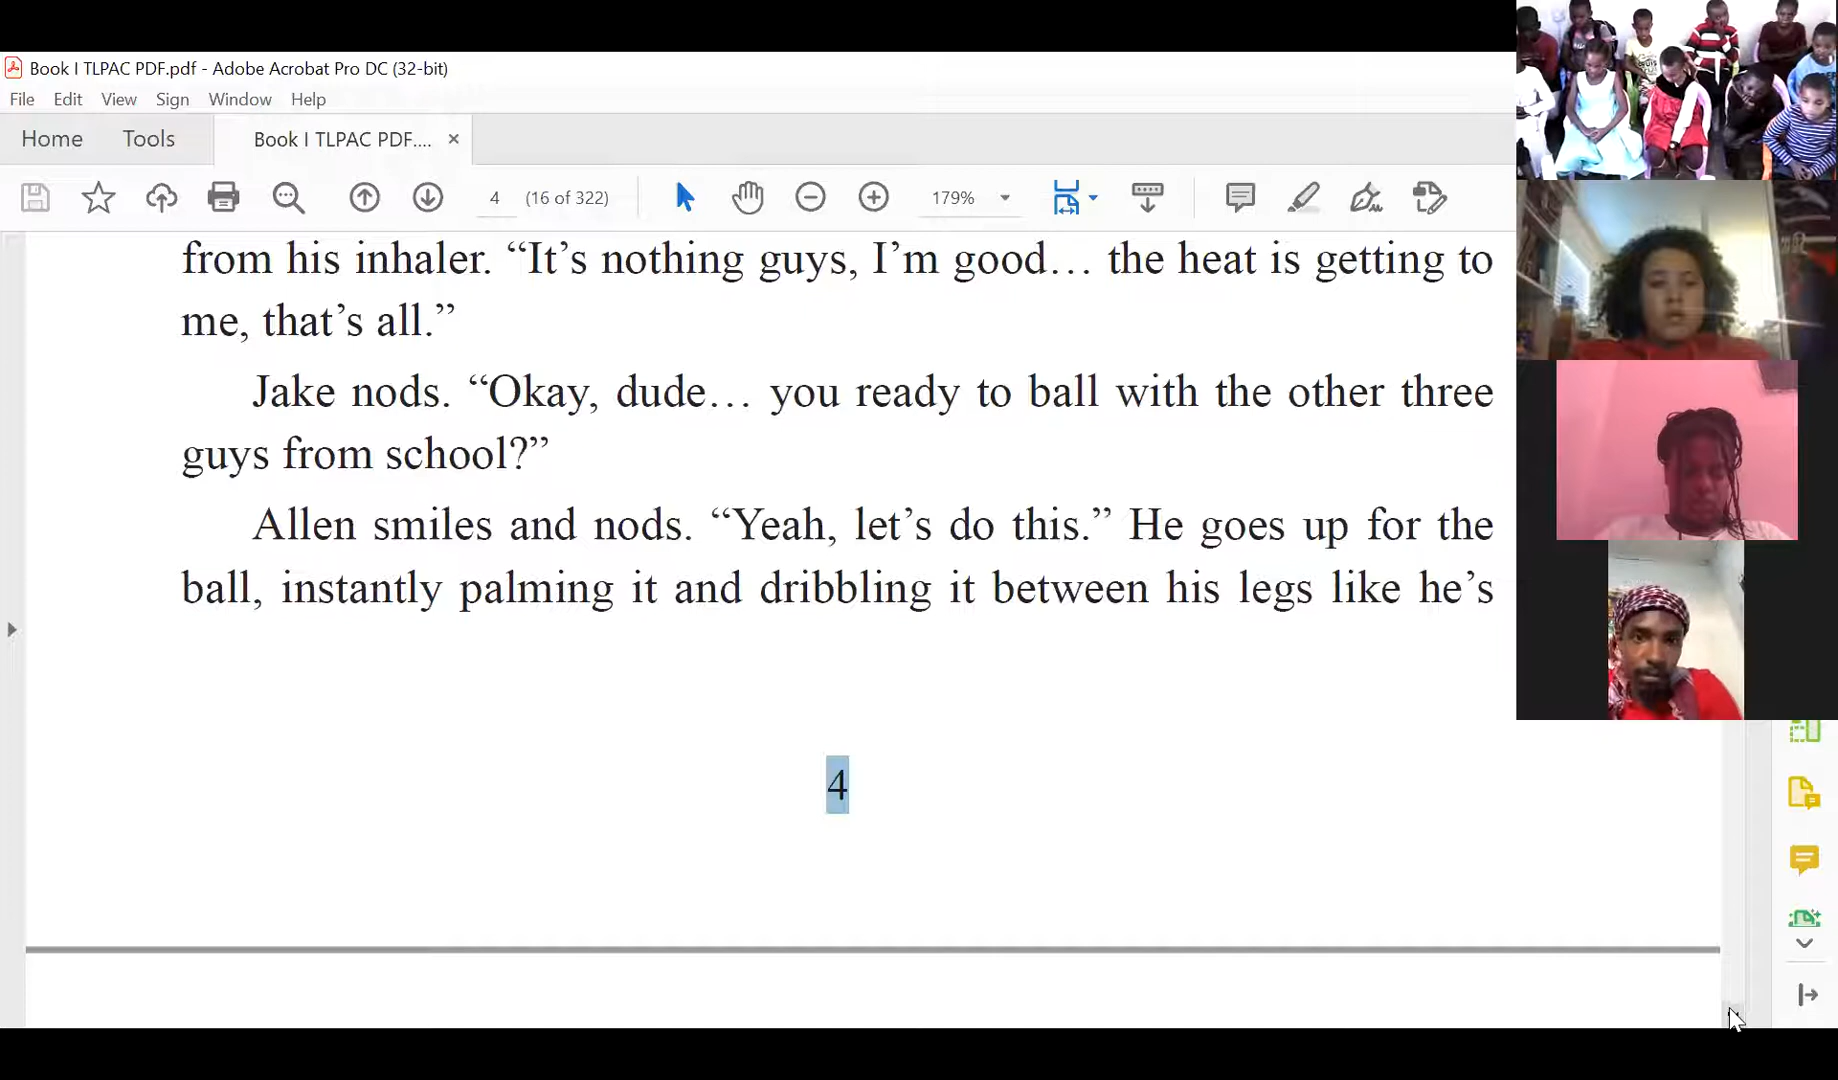 Book I TLPAC PDF.pdf - Adobe Acrobat Pro DC (32-bit)
File Edit View Sign Window Help
Home Tools Book I TLPAC PDF.... ×
4 (16 of 322) 179%
from his inhaler. “It’s nothing guys, I’m good… the heat is getting to
me, that’s all.”
Jake nods. “Okay, dude… you ready to ball with the other three
guys from school?”
Allen smiles and nods. “Yeah, let’s do this.” He goes up for the
ball, instantly palming it and dribbling it between his legs like he’s
4